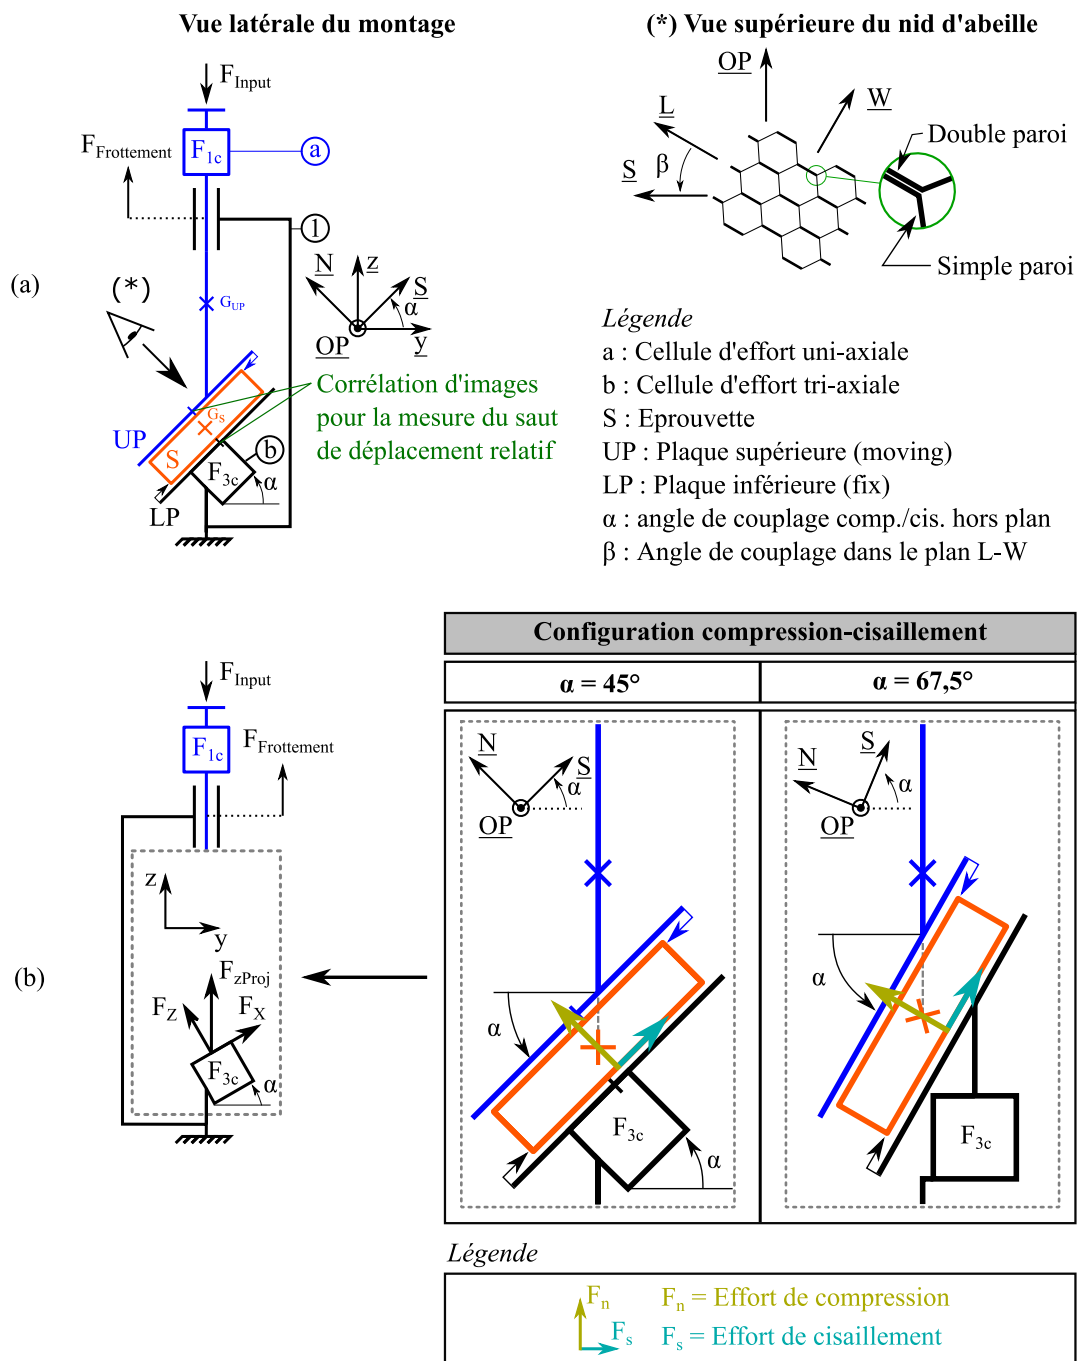 Vue latérale du montage
(*) Vue supérieure du nid d'abeille
F_Input
F_Frottement
F_1c
a
1
(a)
(*)
G_UP
N
z
S
α
OP
y
Corrélation d'images
pour la mesure du saut
de déplacement relatif
G_S
UP
S
b
F_3c
α
LP
OP
L
W
β
S
Double paroi
Simple paroi
Légende
a : Cellule d'effort uni-axiale
b : Cellule d'effort tri-axiale
S : Eprouvette
UP : Plaque supérieure (moving)
LP : Plaque inférieure (fix)
α : angle de couplage comp./cis. hors plan
β : Angle de couplage dans le plan L-W
Configuration compression-cisaillement
α = 45°
α = 67,5°
F_Input
F_1c
F_Frottement
z
y
(b)
F_zProj
F_Z
F_X
F_3c
α
N
S
α
OP
α
F_3c
α
N
S
α
OP
α
F_3c
Légende
F_n
F_n = Effort de compression
F_s
F_s = Effort de cisaillement